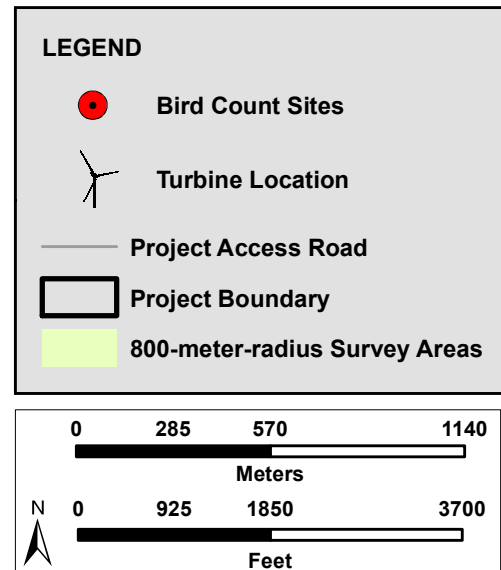 LEGEND
Bird Count Sites
Turbine Location
Project Access Road
Project Boundary
800-meter-radius Survey Areas
0 285 570 1140
Meters
N 0 925 1850 3700
Feet